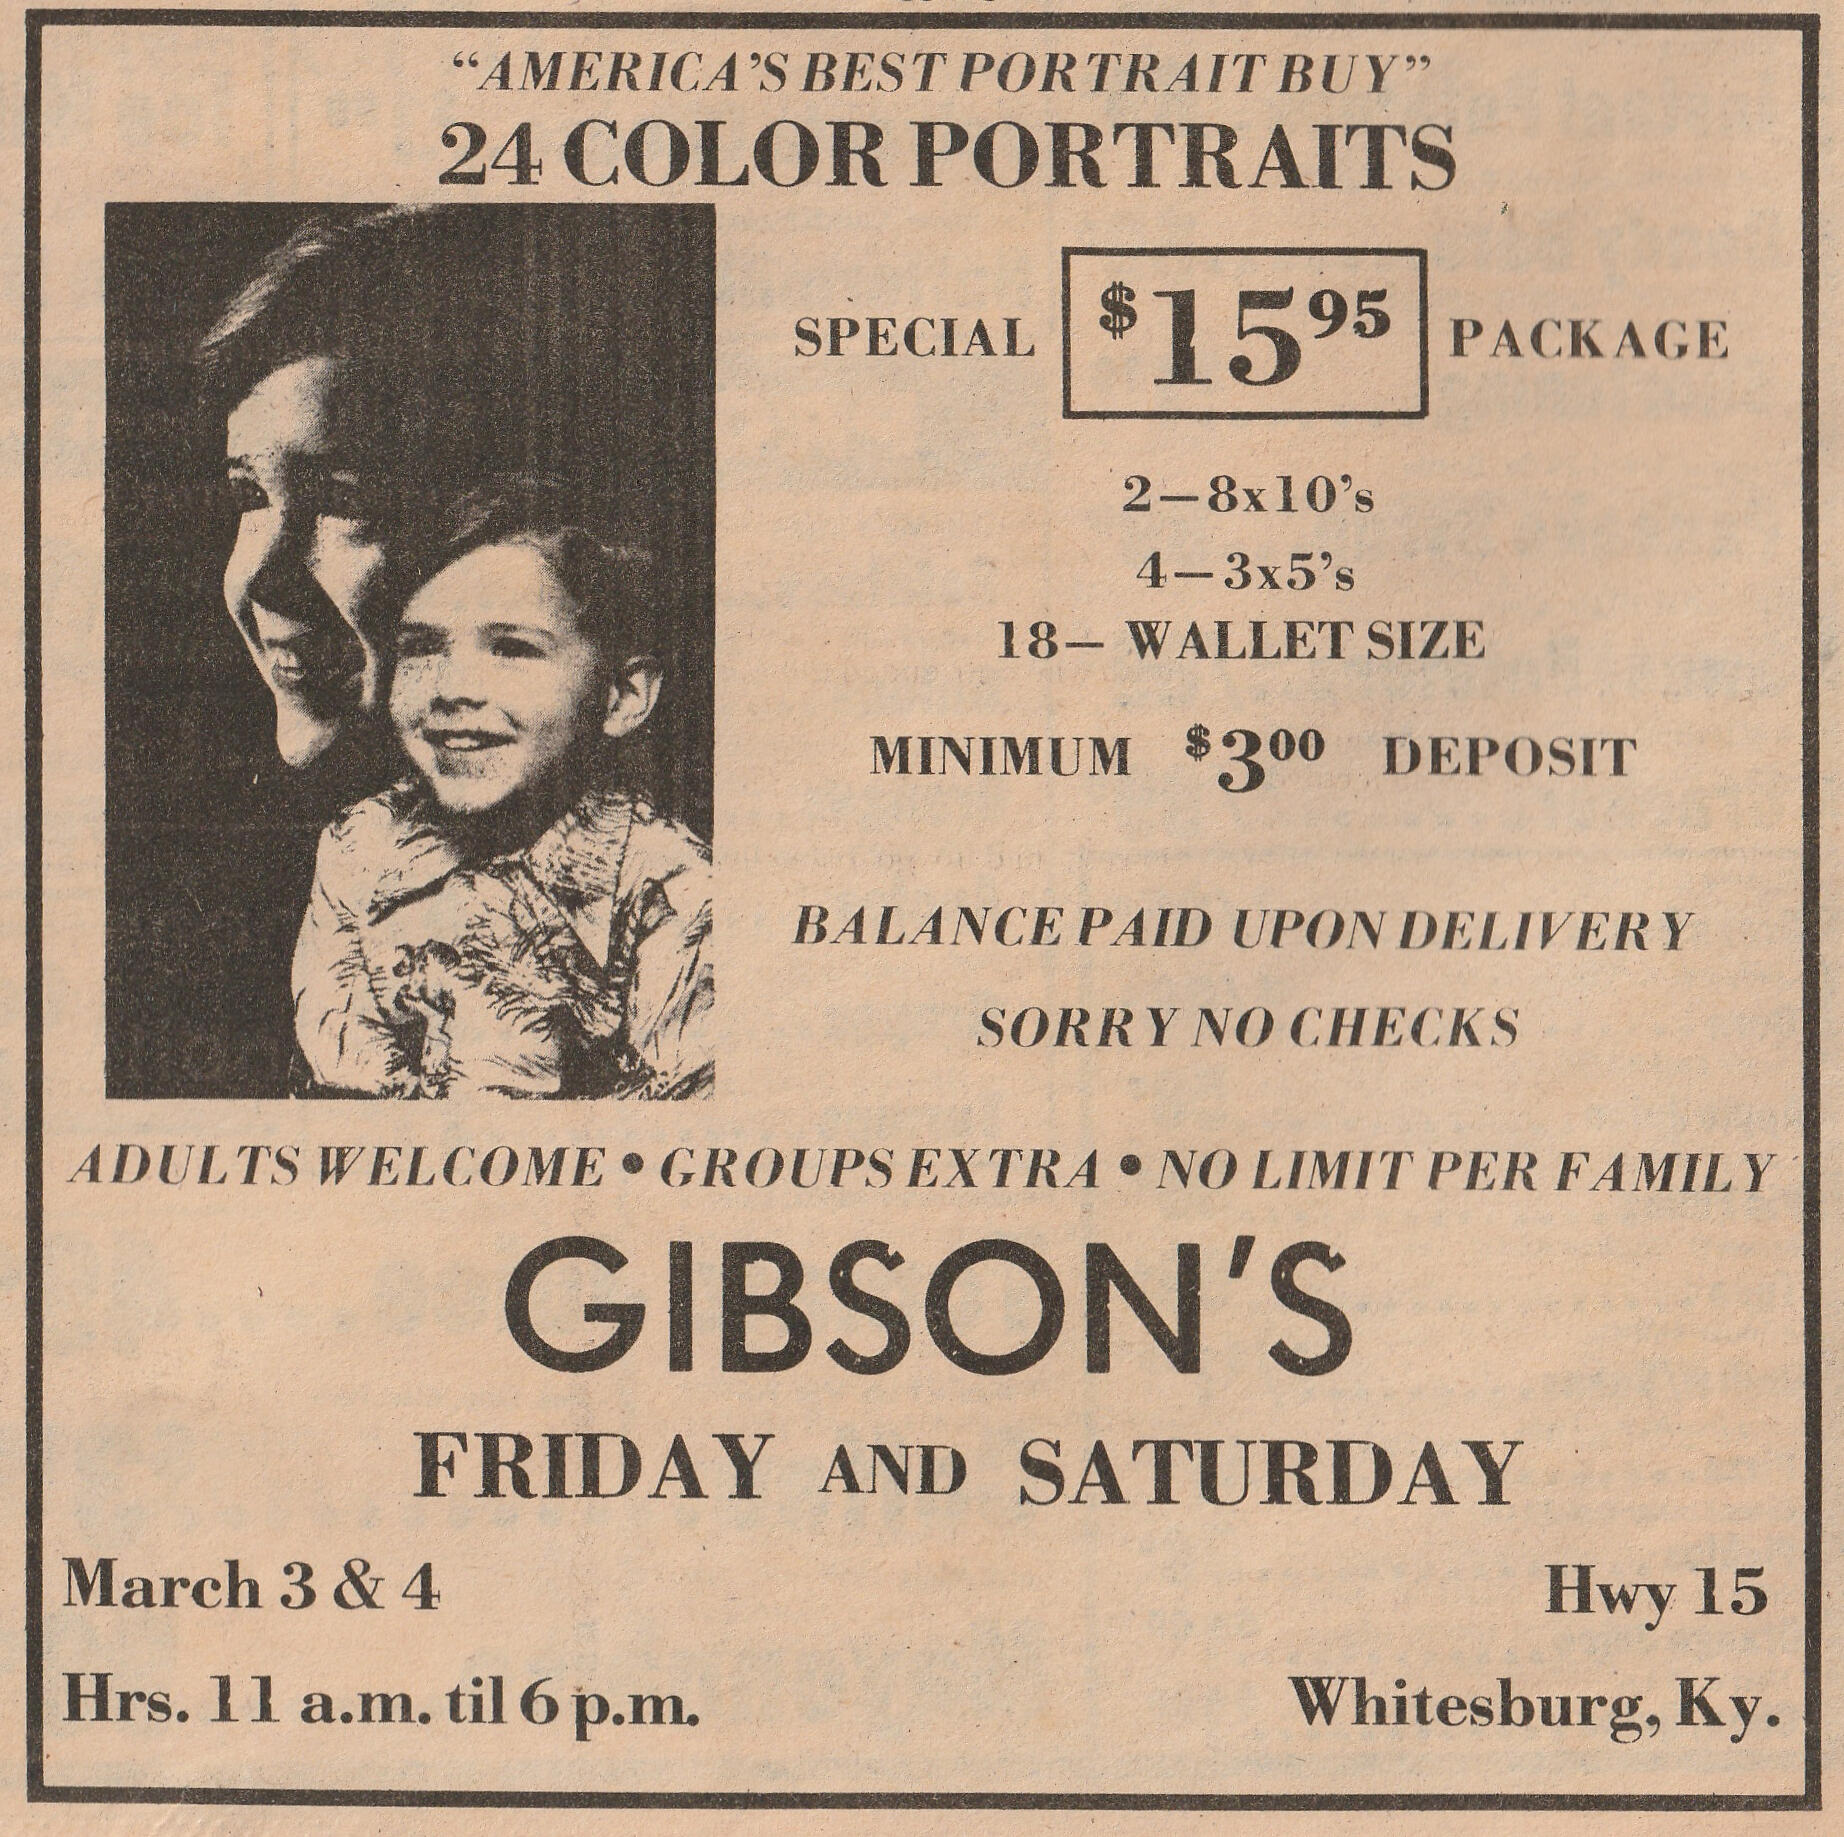 "AMERICA'S BEST PORTRAIT BUY"
24 COLOR PORTRAITS
SPECIAL $15.95 PACKAGE
2—8x10's
4—3x5's
18— WALLET SIZE
MINIMUM $3.00 DEPOSIT
BALANCE PAID UPON DELIVERY
SORRY NO CHECKS
ADULTS WELCOME • GROUPS EXTRA • NO LIMIT PER FAMILY
GIBSON'S
FRIDAY AND SATURDAY
March 3 & 4
Hwy 15
Hrs. 11 a.m. til 6 p.m.
Whitesburg, Ky.